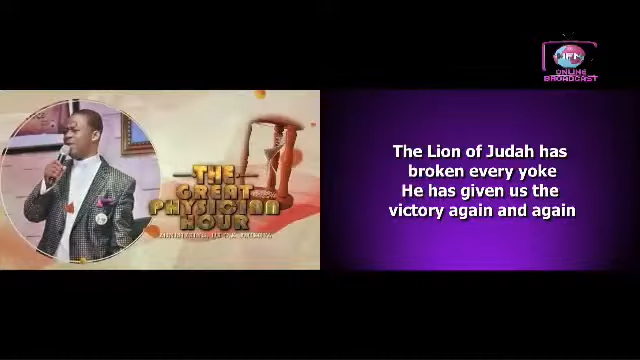 ONLINE
BROADCAST
THE
GREAT
PHYSICIAN
HOUR
The Lion of Judah has
broken every yoke
He has given us the
victory again and again